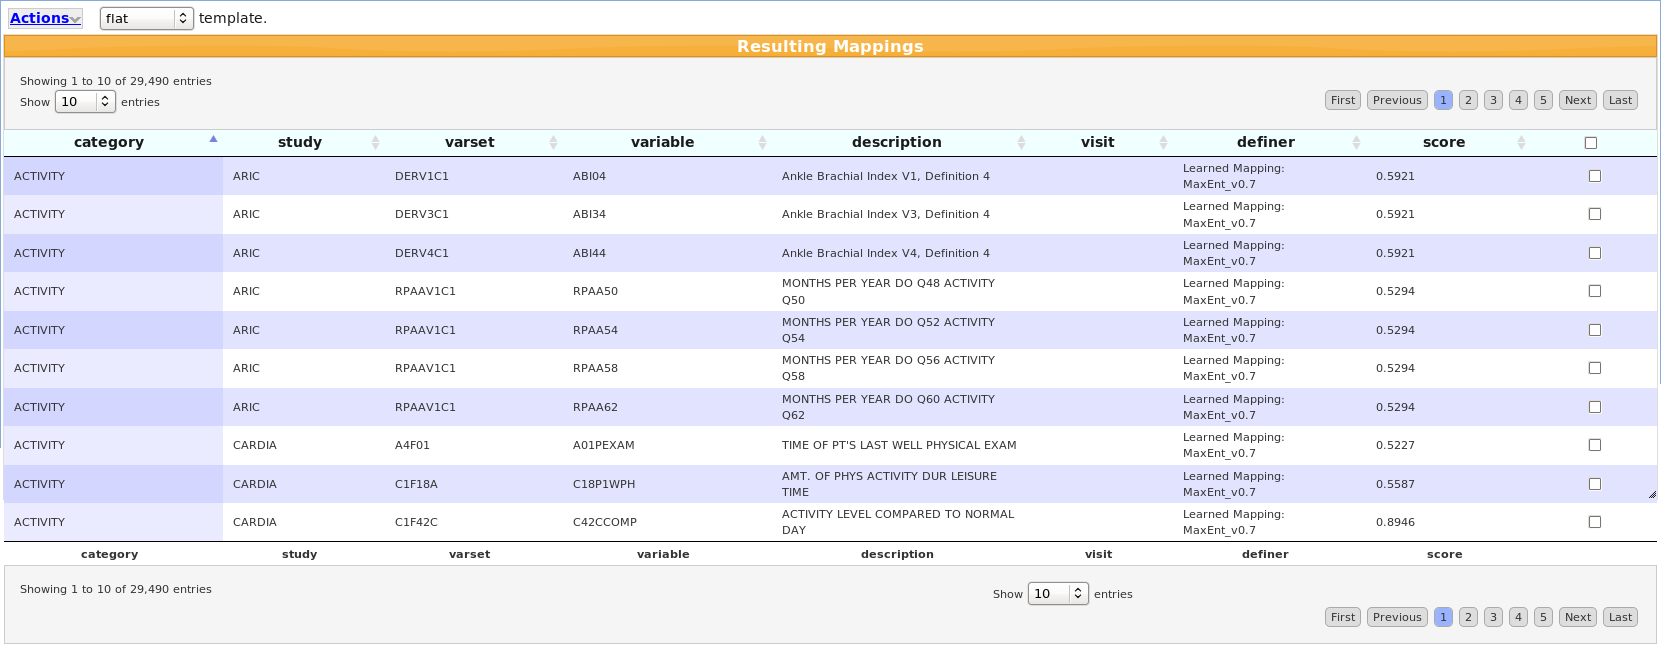 Actions flat template.
Resulting Mappings
Showing 1 to 10 of 29,490 entries
Show 10 entries First Previous 1 2 3 4 5 Next Last
category study varset variable description visit definer score
ACTIVITY ARIC DERV1C1 ABI04 Ankle Brachial Index V1, Definition 4 Learned Mapping: 0.5921
MaxEnt_v0.7
ACTIVITY ARIC DERV3C1 ABI34 Ankle Brachial Index V3, Definition 4 Learned Mapping: 0.5921
MaxEnt_v0.7
ACTIVITY ARIC DERV4C1 ABI44 Ankle Brachial Index V4, Definition 4 Learned Mapping: 0.5921
MaxEnt_v0.7
ACTIVITY ARIC RPAAV1C1 RPAA50 MONTHS PER YEAR DO Q48 ACTIVITY Learned Mapping: 0.5294
Q50 MaxEnt_v0.7
ACTIVITY ARIC RPAAV1C1 RPAA54 MONTHS PER YEAR DO Q52 ACTIVITY Learned Mapping: 0.5294
Q54 MaxEnt_v0.7
ACTIVITY ARIC RPAAV1C1 RPAA58 MONTHS PER YEAR DO Q56 ACTIVITY Learned Mapping: 0.5294
Q58 MaxEnt_v0.7
ACTIVITY ARIC RPAAV1C1 RPAA62 MONTHS PER YEAR DO Q60 ACTIVITY Learned Mapping: 0.5294
Q62 MaxEnt_v0.7
ACTIVITY CARDIA A4F01 A01PEXAM TIME OF PT'S LAST WELL PHYSICAL EXAM Learned Mapping: 0.5227
MaxEnt_v0.7
ACTIVITY CARDIA C1F18A C18P1WPH AMT. OF PHYS ACTIVITY DUR LEISURE Learned Mapping: 0.5587
TIME MaxEnt_v0.7
ACTIVITY CARDIA C1F42C C42CCOMP ACTIVITY LEVEL COMPARED TO NORMAL Learned Mapping: 0.8946
DAY MaxEnt_v0.7
category study varset variable description visit definer score
Showing 1 to 10 of 29,490 entries Show 10 entries
First Previous 1 2 3 4 5 Next Last